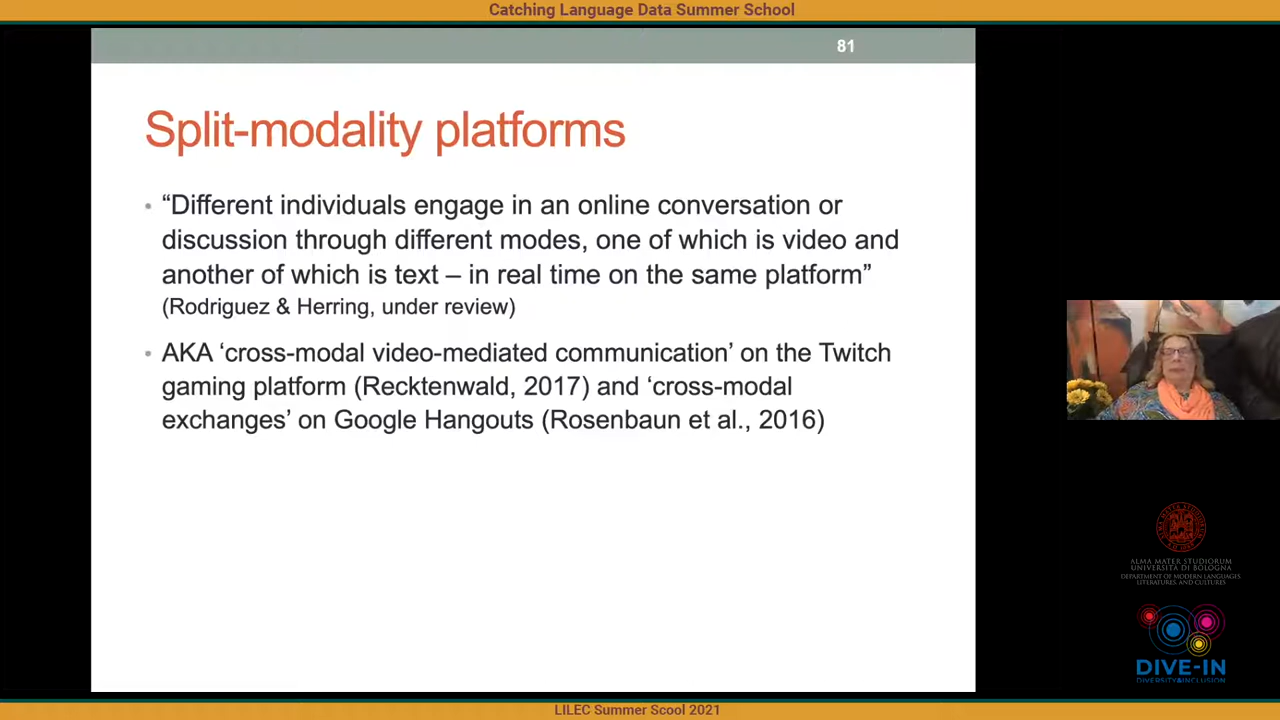 Catching Language Data Summer School
81
Split-modality platforms
• “Different individuals engage in an online conversation or
discussion through different modes, one of which is video and
another of which is text – in real time on the same platform”
(Rodriguez & Herring, under review)
• AKA ‘cross-modal video-mediated communication’ on the Twitch
gaming platform (Recktenwald, 2017) and ‘cross-modal
exchanges’ on Google Hangouts (Rosenbaun et al., 2016)
ALMA MATER STUDIORUM
UNIVERSITÀ DI BOLOGNA
DEPARTMENT OF MODERN LANGUAGES,
LITERATURES, AND CULTURES
DIVE-IN
DIVERSITY&INCLUSION
LILEC Summer Scool 2021